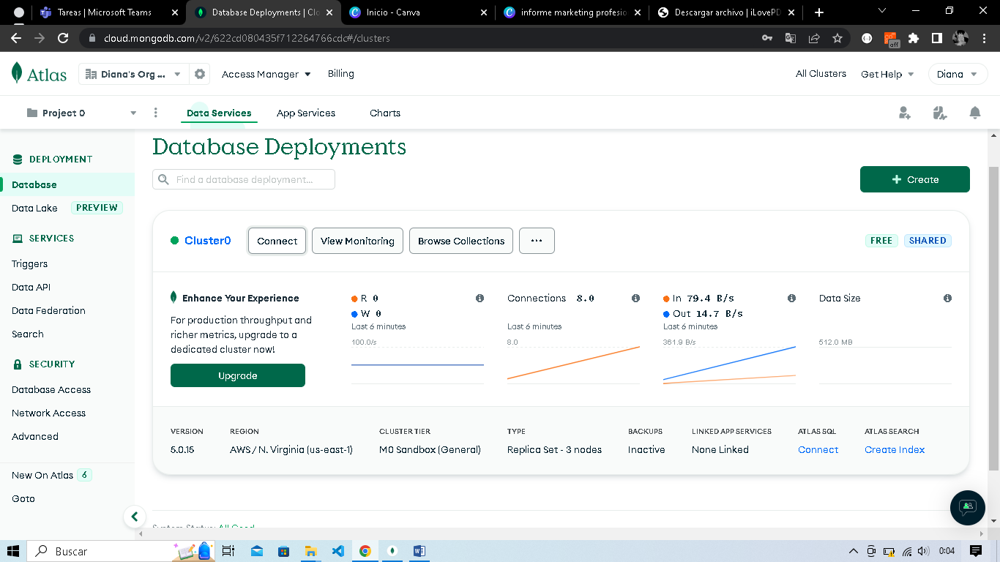 Tareas | Microsoft Teams
Database Deployments | Clo
Inicio - Canva
informe marketing profesio
Descargar archivo | iLovePD
cloud.mongodb.com/v2/622cd080435f712264766cdc#/clusters
off
Atlas
Diana's Org ...
Access Manager
Billing
All Clusters
Get Help
Diana
Project 0
Data Services
App Services
Charts
DEPLOYMENT
Database
Data Lake PREVIEW
SERVICES
Triggers
Data API
Data Federation
Search
SECURITY
Database Access
Network Access
Advanced
New On Atlas 6
Goto
Database Deployments
Find a database deployment...
Create
Cluster0
Connect
View Monitoring
Browse Collections
...
FREE
SHARED
Enhance Your Experience
For production throughput and
richer metrics, upgrade to a
dedicated cluster now!
Upgrade
R 0
W 0
Last 6 minutes
100.0/s
Connections 8.0
Last 6 minutes
8.0
In 79.4 B/s
Out 14.7 B/s
Last 6 minutes
361.9 B/s
Data Size
512.0 MB
VERSION
5.0.15
REGION
AWS / N. Virginia (us-east-1)
CLUSTER TIER
M0 Sandbox (General)
TYPE
Replica Set - 3 nodes
BACKUPS
Inactive
LINKED APP SERVICES
None Linked
ATLAS SQL
Connect
ATLAS SEARCH
Create Index
System Status: All Good
Buscar
0:04